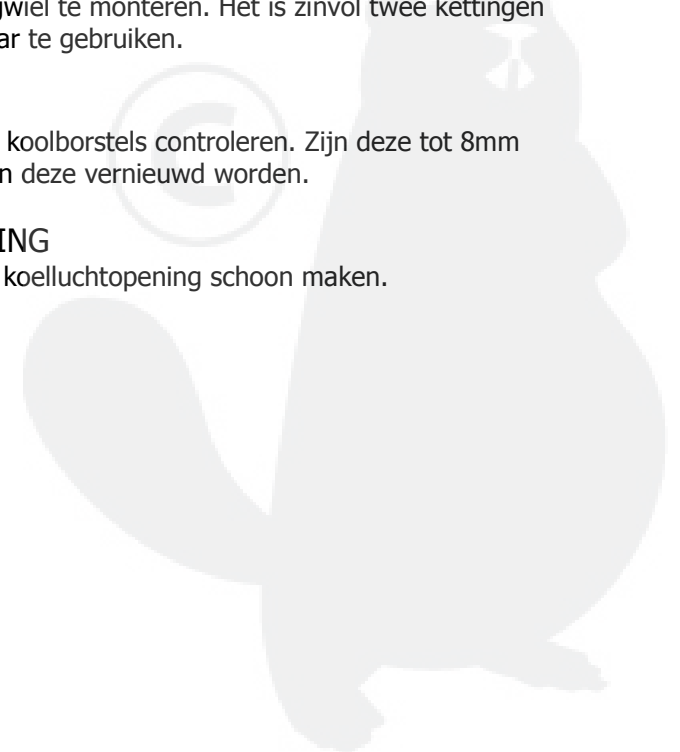 gwiel te monteren. Het is zinvol twee kettingen
ar te gebruiken.
koolborstels controleren. Zijn deze tot 8mm
n deze vernieuwd worden.
ING
koelluchtopening schoon maken.
©